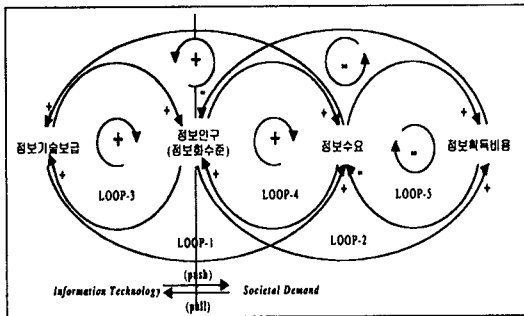 +
-
+
-
+
+
+
정보기술보급
+
정보인구
(정보화수준)
+
정보수요
-
정보획득비용
+
+
+
-
+
LOOP-3
LOOP-4
LOOP-5
LOOP-1
LOOP-2
(push)
Information Technology
Societal Demand
(pull)